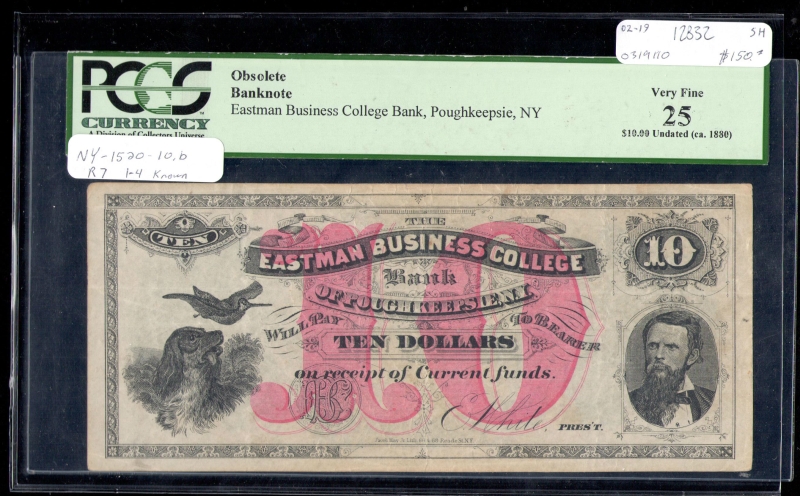 02-19 12832 SH
0319110 $150.
PCGS
CURRENCY
A Division of Collectors Universe
Obsolete
Banknote
Eastman Business College Bank, Poughkeepsie, NY
Very Fine
25
$10.00 Undated (ca. 1880)
NY-1520-10.b
R7 1-4 Known
TEN
THE
EASTMAN BUSINESS COLLEGE
Bank
OF POUGHKEEPSIE, N.Y.
WILL PAY TO BEARER
TEN DOLLARS
on receipt of Current funds.
PRES'T.
10
10